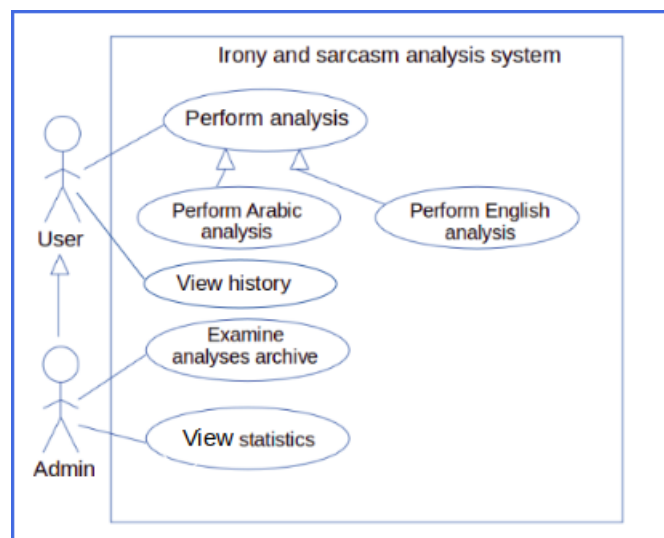 Irony and sarcasm analysis system
Perform analysis
Perform Arabic
analysis
Perform English
analysis
User
View history
Examine
analyses archive
View statistics
Admin